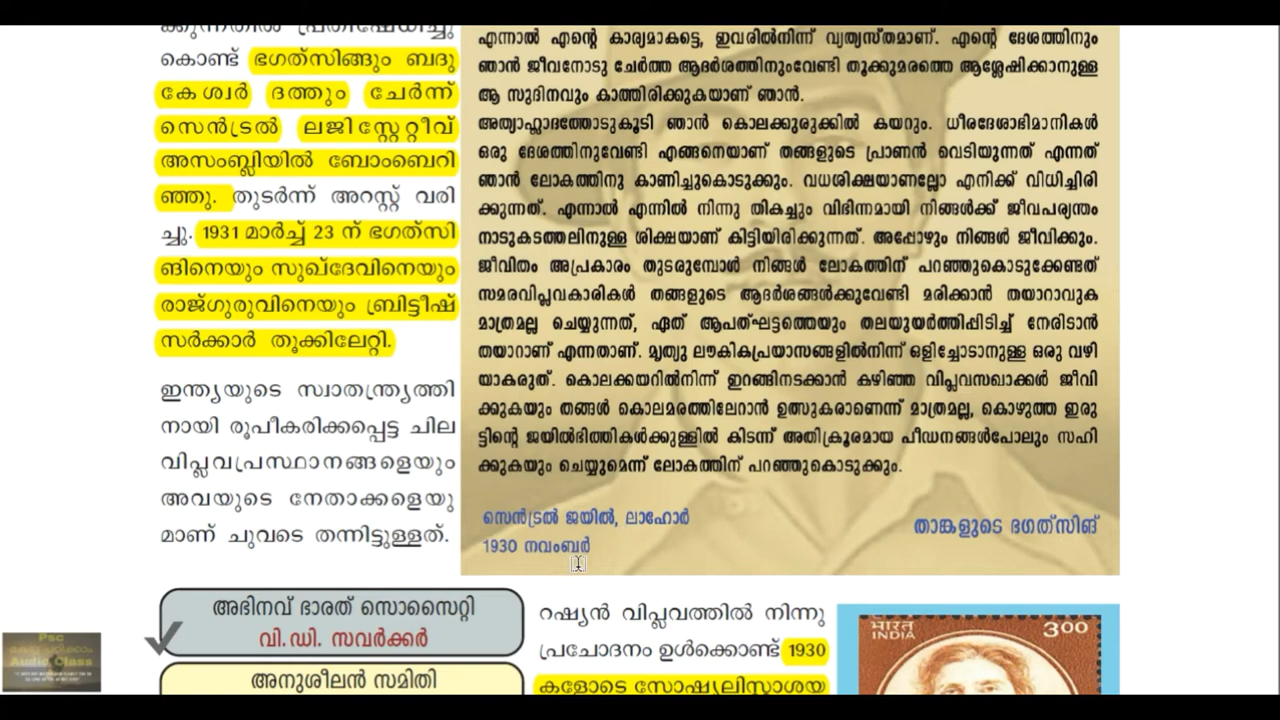 ക്കുന്നതിൽ പ്രതിഷേധിച്ചു
കൊണ്ട് ഭഗത്‌സിങ്ങും ബദു
കേശ്വർ ദത്തും ചേർന്ന്
സെൻട്രൽ ലജിസ്ലേറ്റീവ്
അസംബ്ലിയിൽ ബോംബെറി
ഞ്ഞു. തുടർന്ന് അറസ്റ്റ് വരി
ച്ചു. 1931 മാർച്ച് 23 ന് ഭഗത്‌സി
ങിനെയും സുഖ്ദേവിനെയും
രാജ്ഗുരുവിനെയും ബ്രിട്ടീഷ്
സർക്കാർ തൂക്കിലേറ്റി.
ഇന്ത്യയുടെ സ്വാതന്ത്ര്യത്തി
നായി രൂപീകരിക്കപ്പെട്ട ചില
വിപ്ലവപ്രസ്ഥാനങ്ങളെയും
അവയുടെ നേതാക്കളെയു
മാണ് ചുവടെ തന്നിട്ടുള്ളത്.
എന്നാൽ എന്റെ കാര്യമാകട്ടെ, ഇവരിൽനിന്ന് വ്യത്യസ്തമാണ്. എന്റെ ദേശത്തിനും
ഞാൻ ജീവനോടു ചേർത്ത ആദർശത്തിനുംവേണ്ടി തൂക്കുമരത്തെ ആശ്ലേഷിക്കാനുള്ള
ആ സുദിനവും കാത്തിരിക്കുകയാണ് ഞാൻ.
അത്യാഹ്ലാദത്തോടുകൂടി ഞാൻ കൊലക്കുരുക്കിൽ കയറും. ധീരദേശാഭിമാനികൾ
ഒരു ദേശത്തിനുവേണ്ടി എങ്ങനെയാണ് തങ്ങളുടെ പ്രാണൻ വെടിയുന്നത് എന്നത്
ഞാൻ ലോകത്തിനു കാണിച്ചുകൊടുക്കും. വധശിക്ഷയാണല്ലോ എനിക്ക് വിധിച്ചിരി
ക്കുന്നത്. എന്നാൽ എന്നിൽ നിന്നു തികച്ചും വിഭിന്നമായി നിങ്ങൾക്ക് ജീവപര്യന്തം
നാടുകടത്തലിനുള്ള ശിക്ഷയാണ് കിട്ടിയിരിക്കുന്നത്. അപ്പോഴും നിങ്ങൾ ജീവിക്കും.
ജീവിതം അപ്രകാരം തുടരുമ്പോൾ നിങ്ങൾ ലോകത്തിന് പറഞ്ഞുകൊടുക്കേണ്ടത്
സമരവിപ്ലവകാരികൾ തങ്ങളുടെ ആദർശങ്ങൾക്കുവേണ്ടി മരിക്കാൻ തയാറാവുക
മാത്രമല്ല ചെയ്യുന്നത്, ഏത് ആപത്ഘട്ടത്തെയും തലയുയർത്തിപ്പിടിച്ച് നേരിടാൻ
തയാറാണ് എന്നതാണ്. മൃത്യു ലൗകികപ്രയാസങ്ങളിൽനിന്ന് ഒളിച്ചോടാനുള്ള ഒരു വഴി
യാകരുത്. കൊലക്കയറിൽനിന്ന് ഇറങ്ങിനടക്കാൻ കഴിഞ്ഞ വിപ്ലവസഖാക്കൾ ജീവി
ക്കുകയും തങ്ങൾ കൊലമരത്തിലേറാൻ ഉത്സുകരാണെന്ന് മാത്രമല്ല, കൊഴുത്ത ഇരു
ട്ടിന്റെ ജയിൽഭിത്തികൾക്കുള്ളിൽ കിടന്ന് അതിക്രൂരമായ പീഡനങ്ങൾപോലും സഹി
ക്കുകയും ചെയ്യുമെന്ന് ലോകത്തിന് പറഞ്ഞുകൊടുക്കും.
സെൻട്രൽ ജയിൽ, ലാഹോർ
1930 നവംബർ
താങ്കളുടെ ഭഗത്‌സിങ്
അഭിനവ് ഭാരത് സൊസൈറ്റി
വി.ഡി. സവർക്കർ
അനുശീലൻ സമിതി
റഷ്യൻ വിപ്ലവത്തിൽ നിന്നു
പ്രചോദനം ഉൾക്കൊണ്ട് 1930
കളോടെ സോഷ്യലിസ്റ്റാശയ
भारत
INDIA
3.00
Psc
Audio Class